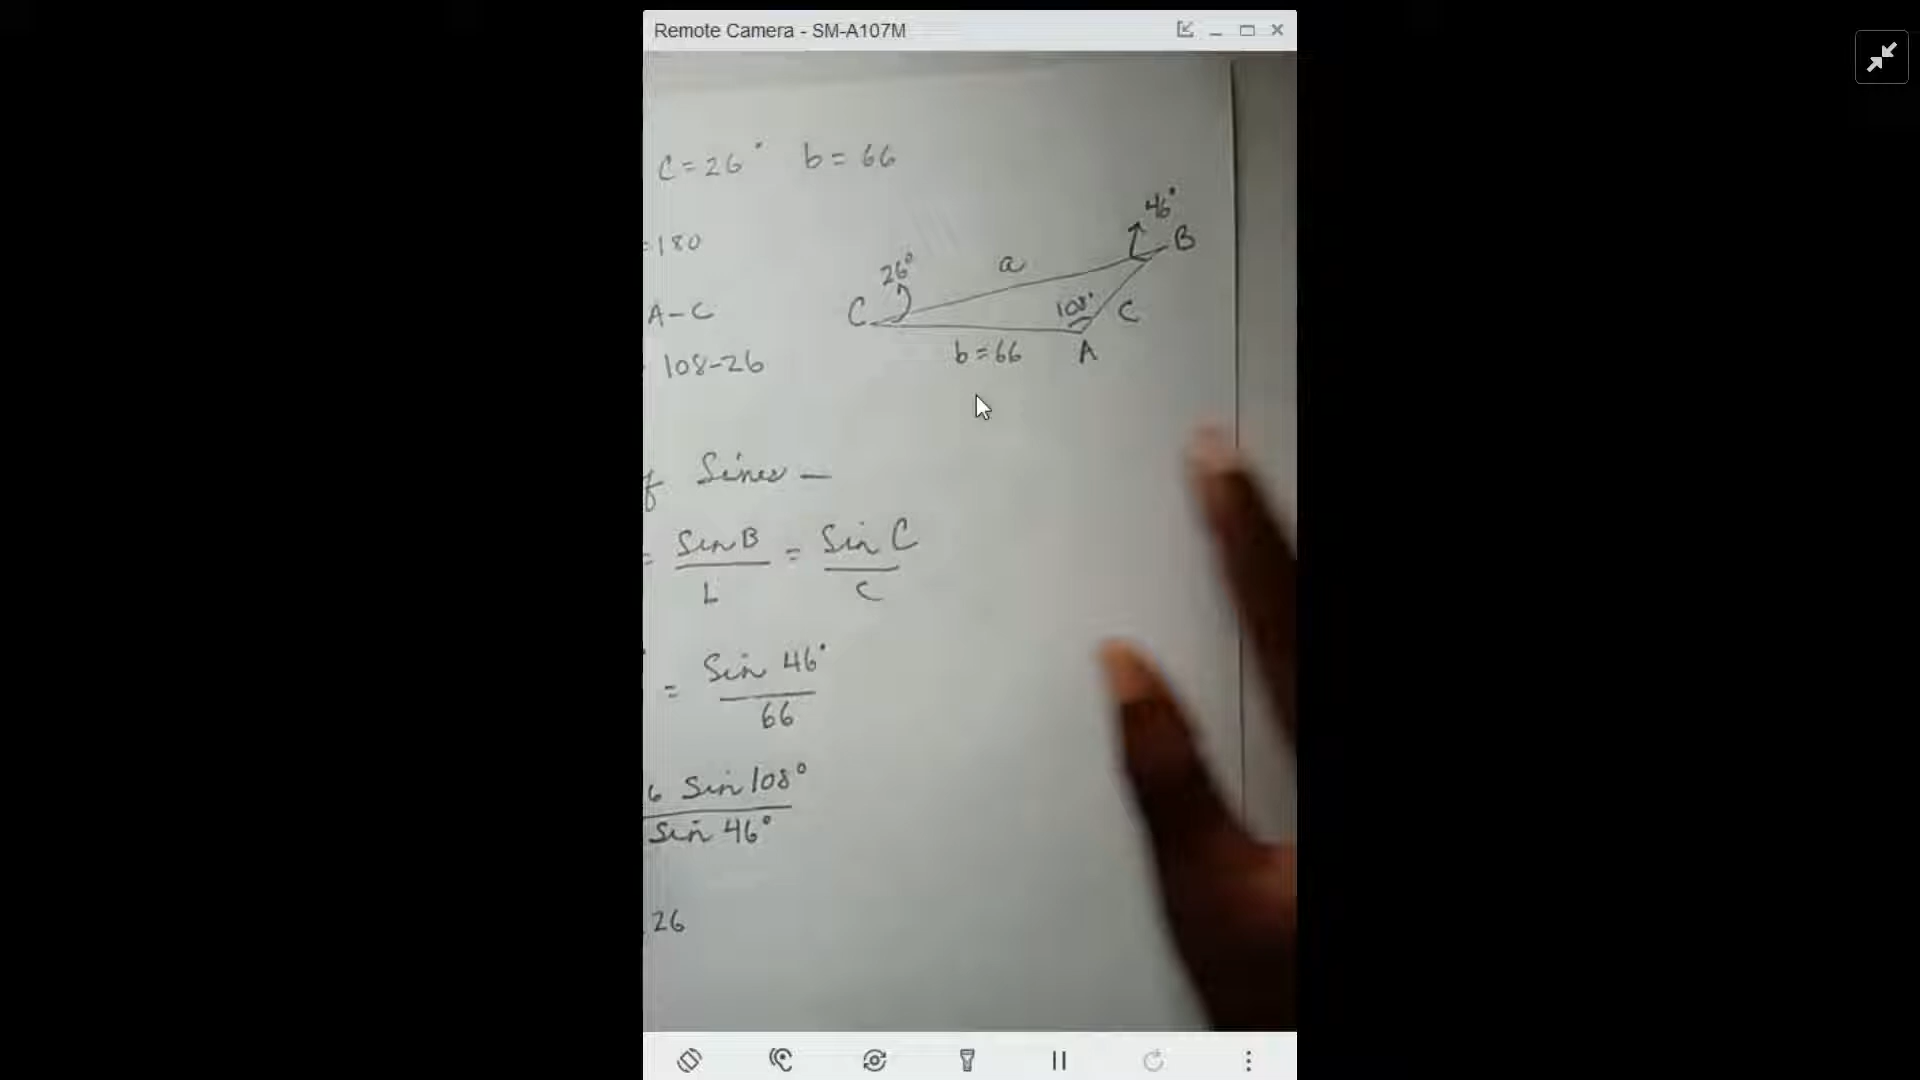 Remote Camera - SM-A107M
C = 26° b = 66
= 180
A - C
108 - 26
46°
B
26°
a
C
108°
C
b = 66
A
f Sines —
= Sin B / L = Sin C / C
= Sin 46° / 66
6 Sin 108°
Sin 46°
26